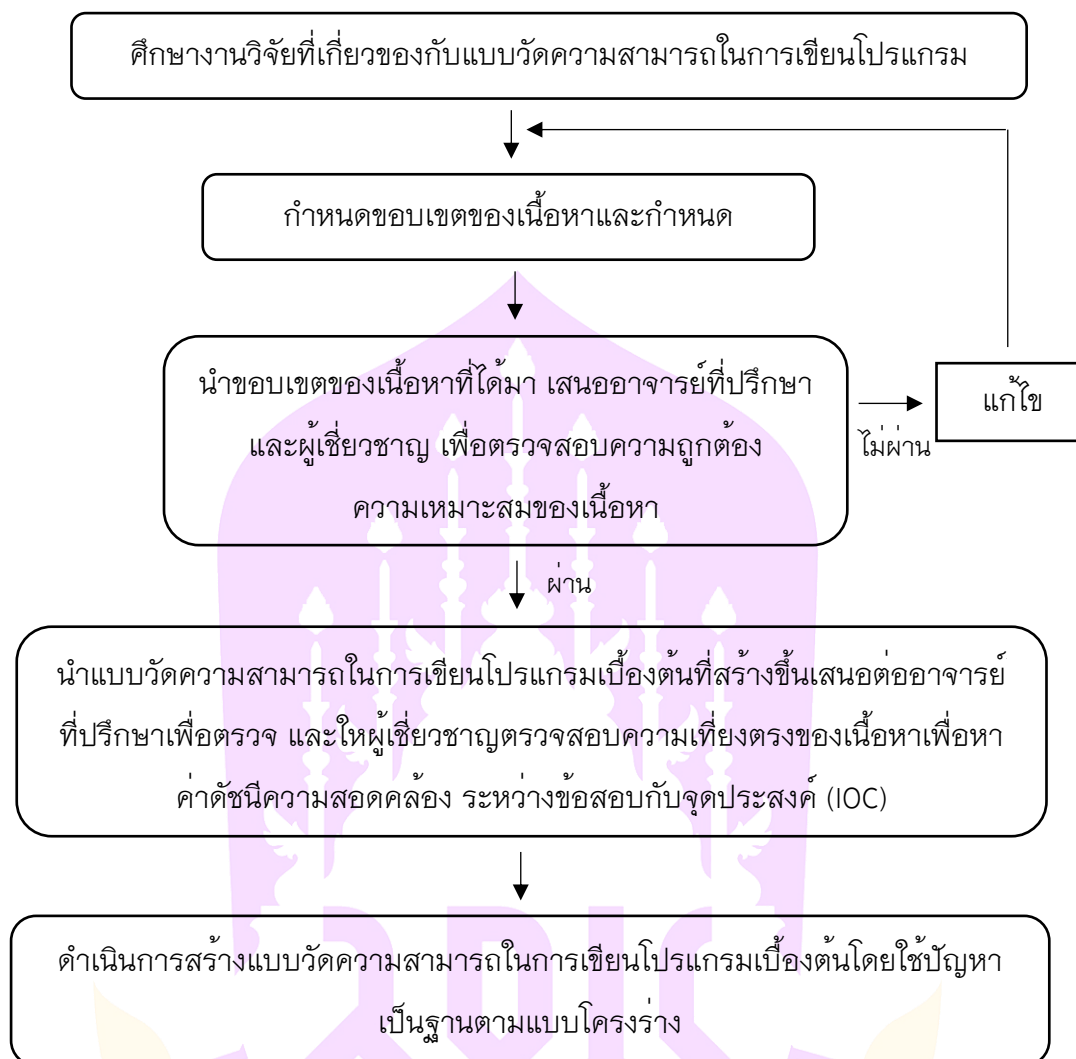 ศึกษางานวิจัยที่เกี่ยวของกับแบบวัดความสามารถในการเขียนโปรแกรม
กำหนดขอบเขตของเนื้อหาและกำหนด
นำขอบเขตของเนื้อหาที่ได้มา เสนออาจารย์ที่ปรึกษา
และผู้เชี่ยวชาญ เพื่อตรวจสอบความถูกต้อง
ความเหมาะสมของเนื้อหา
ไม่ผ่าน
แก้ไข
ผ่าน
นำแบบวัดความสามารถในการเขียนโปรแกรมเบื้องต้นที่สร้างขึ้นเสนอต่ออาจารย์
ที่ปรึกษาเพื่อตรวจ และใหผู้เชี่ยวชาญตรวจสอบความเที่ยงตรงของเนื้อหาเพื่อหา
ค่าดัชนีความสอดคล้อง ระหว่างข้อสอบกับจุดประสงค์ (IOC)
ดำเนินการสร้างแบบวัดความสามารถในการเขียนโปรแกรมเบื้องต้นโดยใช้ปัญหา
เป็นฐานตามแบบโครงร่าง